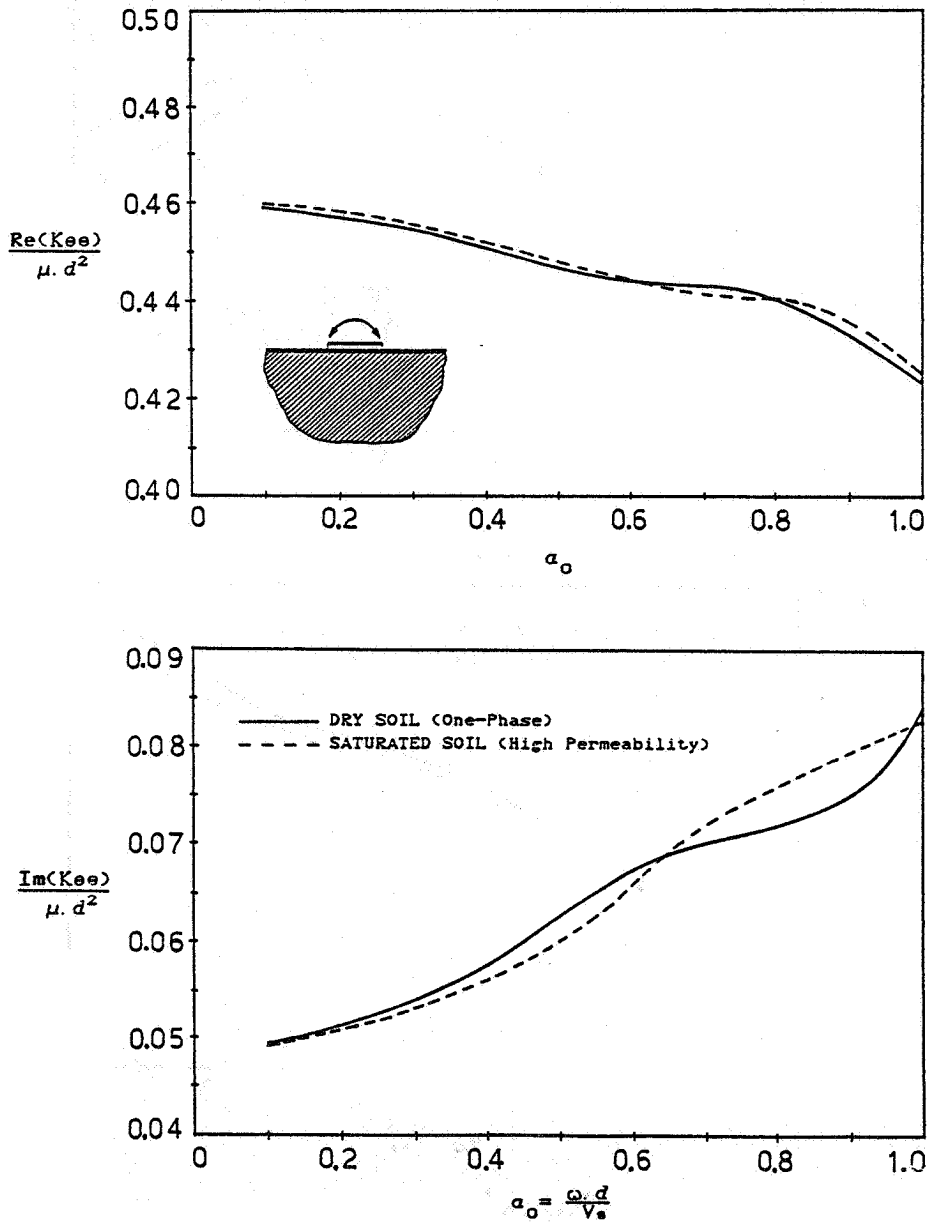 0.50
0.48
0.46
0.44
0.42
0.40
Re(Kθθ)
μ. d²
0 0.2 0.4 0.6 0.8 1.0
a₀
0.09
0.08
0.07
0.06
0.05
0.04
DRY SOIL (One-Phase)
SATURATED SOIL (High Permeability)
Im(Kθθ)
μ. d²
0 0.2 0.4 0.6 0.8 1.0
a₀ = ω. d
Vs